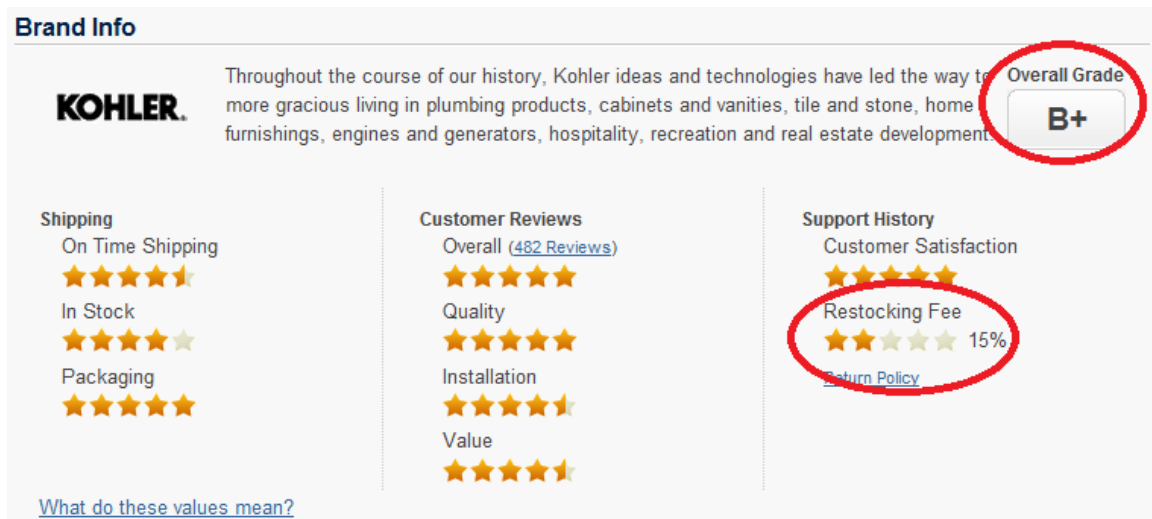 Brand Info
KOHLER.
Throughout the course of our history, Kohler ideas and technologies have led the way to
more gracious living in plumbing products, cabinets and vanities, tile and stone, home
furnishings, engines and generators, hospitality, recreation and real estate development.
Overall Grade
B+
Shipping
On Time Shipping
In Stock
Packaging
Customer Reviews
Overall (482 Reviews)
Quality
Installation
Value
Support History
Customer Satisfaction
Restocking Fee
15%
Return Policy
What do these values mean?